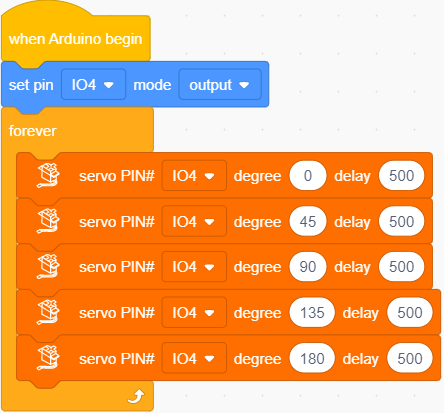 when Arduino begin
set pin IO4 mode output
forever
servo PIN# IO4 degree 0 delay 500
servo PIN# IO4 degree 45 delay 500
servo PIN# IO4 degree 90 delay 500
servo PIN# IO4 degree 135 delay 500
servo PIN# IO4 degree 180 delay 500